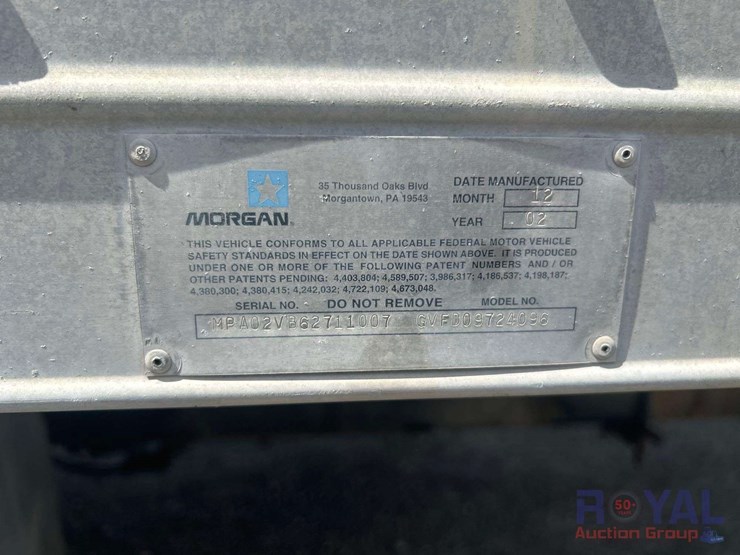 MORGAN
35 Thousand Oaks Blvd
Morgantown, PA 19543
DATE MANUFACTURED
MONTH 12
YEAR 02
THIS VEHICLE CONFORMS TO ALL APPLICABLE FEDERAL MOTOR VEHICLE
SAFETY STANDARDS IN EFFECT ON THE DATE SHOWN ABOVE. IT IS PRODUCED
UNDER ONE OR MORE OF THE FOLLOWING PATENT NUMBERS AND / OR
OTHER PATENTS PENDING: 4,403,804; 4,589,507; 3,986,317; 4,186,537; 4,198,187;
4,380,300; 4,380,415; 4,242,032; 4,722,109; 4,673,048.
SERIAL NO. DO NOT REMOVE MODEL NO.
MPA02VB62711007 GVFD09724096
ROYAL
50
Auction Group